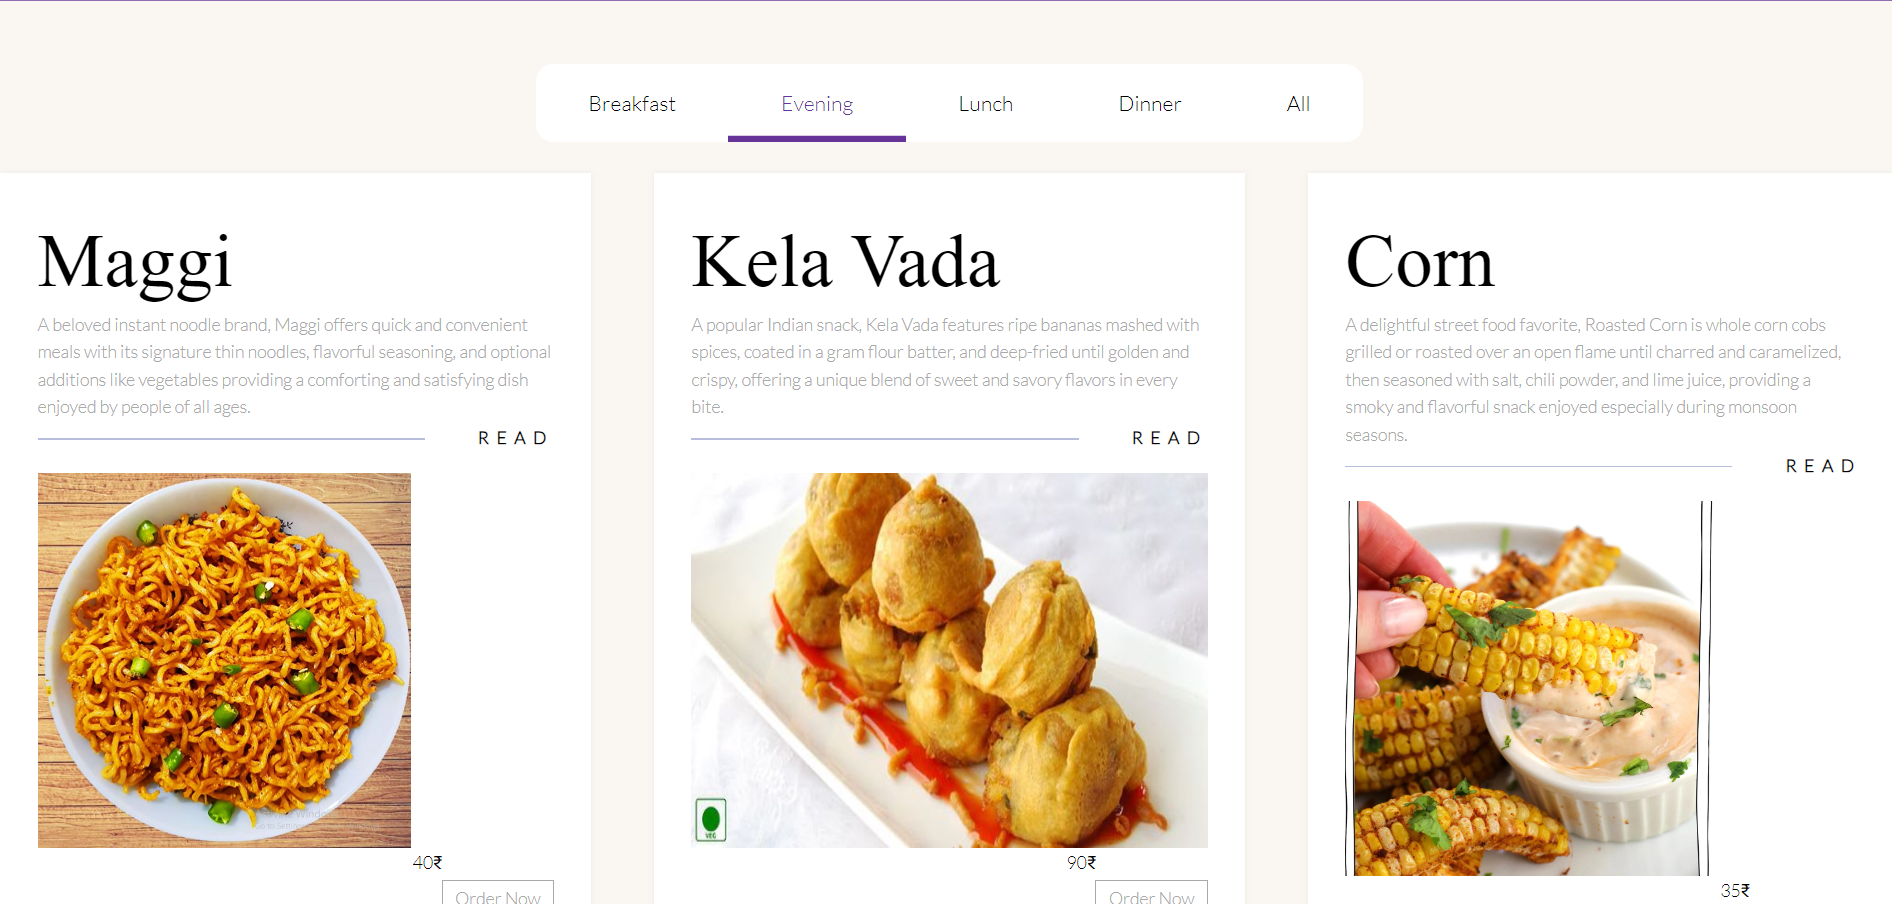 Breakfast
Evening
Lunch
Dinner
All
Maggi
A beloved instant noodle brand, Maggi offers quick and convenient
meals with its signature thin noodles, flavorful seasoning, and optional
additions like vegetables providing a comforting and satisfying dish
enjoyed by people of all ages.
READ
40₹
Order Now
Kela Vada
A popular Indian snack, Kela Vada features ripe bananas mashed with
spices, coated in a gram flour batter, and deep-fried until golden and
crispy, offering a unique blend of sweet and savory flavors in every
bite.
READ
VEG
90₹
Order Now
Corn
A delightful street food favorite, Roasted Corn is whole corn cobs
grilled or roasted over an open flame until charred and caramelized,
then seasoned with salt, chili powder, and lime juice, providing a
smoky and flavorful snack enjoyed especially during monsoon
seasons.
READ
35₹